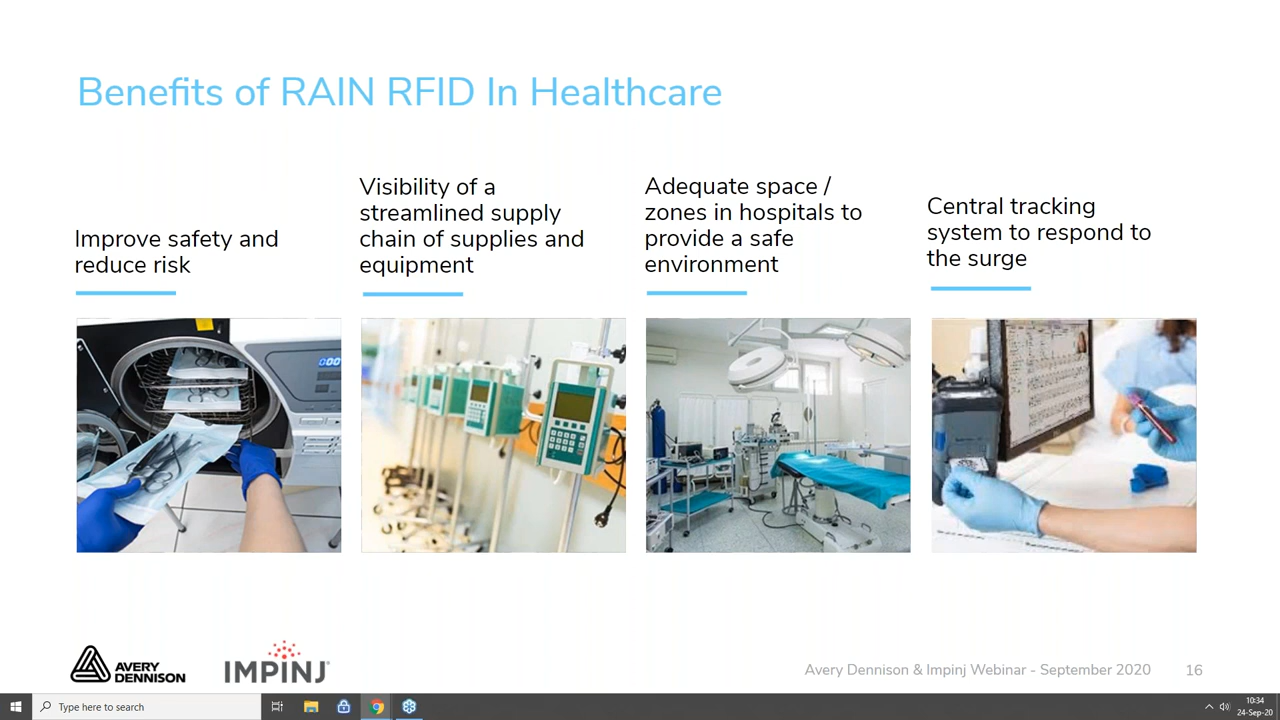 Benefits of RAIN RFID In Healthcare
Improve safety and
reduce risk
Visibility of a
streamlined supply
chain of supplies and
equipment
Adequate space /
zones in hospitals to
provide a safe
environment
Central tracking
system to respond to
the surge
AVERY
DENNISON
IMPINJ
Avery Dennison & Impinj Webinar - September 2020
16
Type here to search
10:34
24-Sep-20